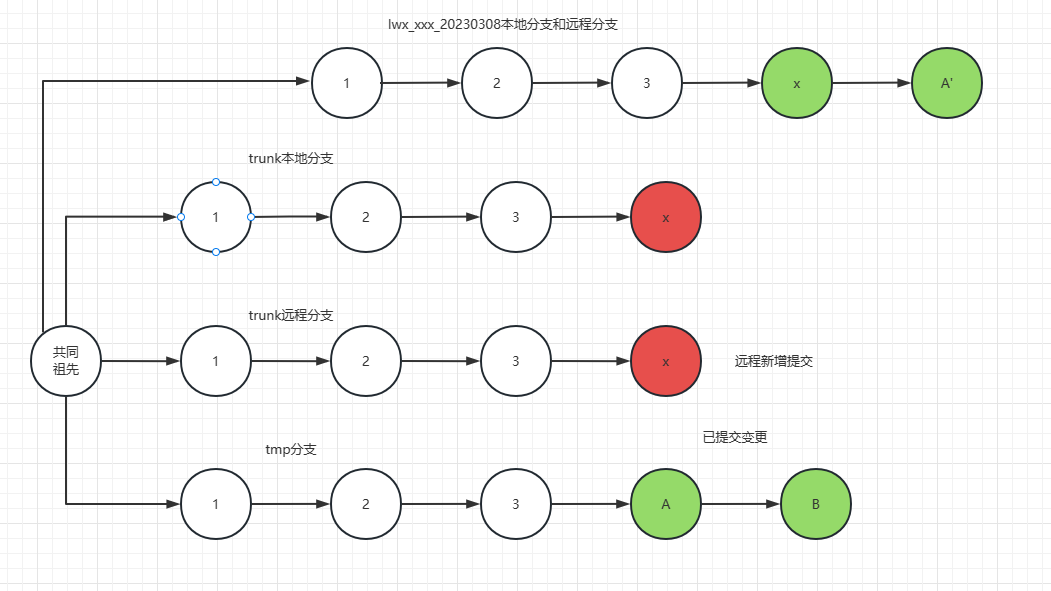 lwx_xxx_20230308本地分支和远程分支
1 2 3 x A'
trunk本地分支
1 2 3 x
trunk远程分支
共同
祖先
1 2 3 x 远程新增提交
tmp分支
已提交变更
1 2 3 A B